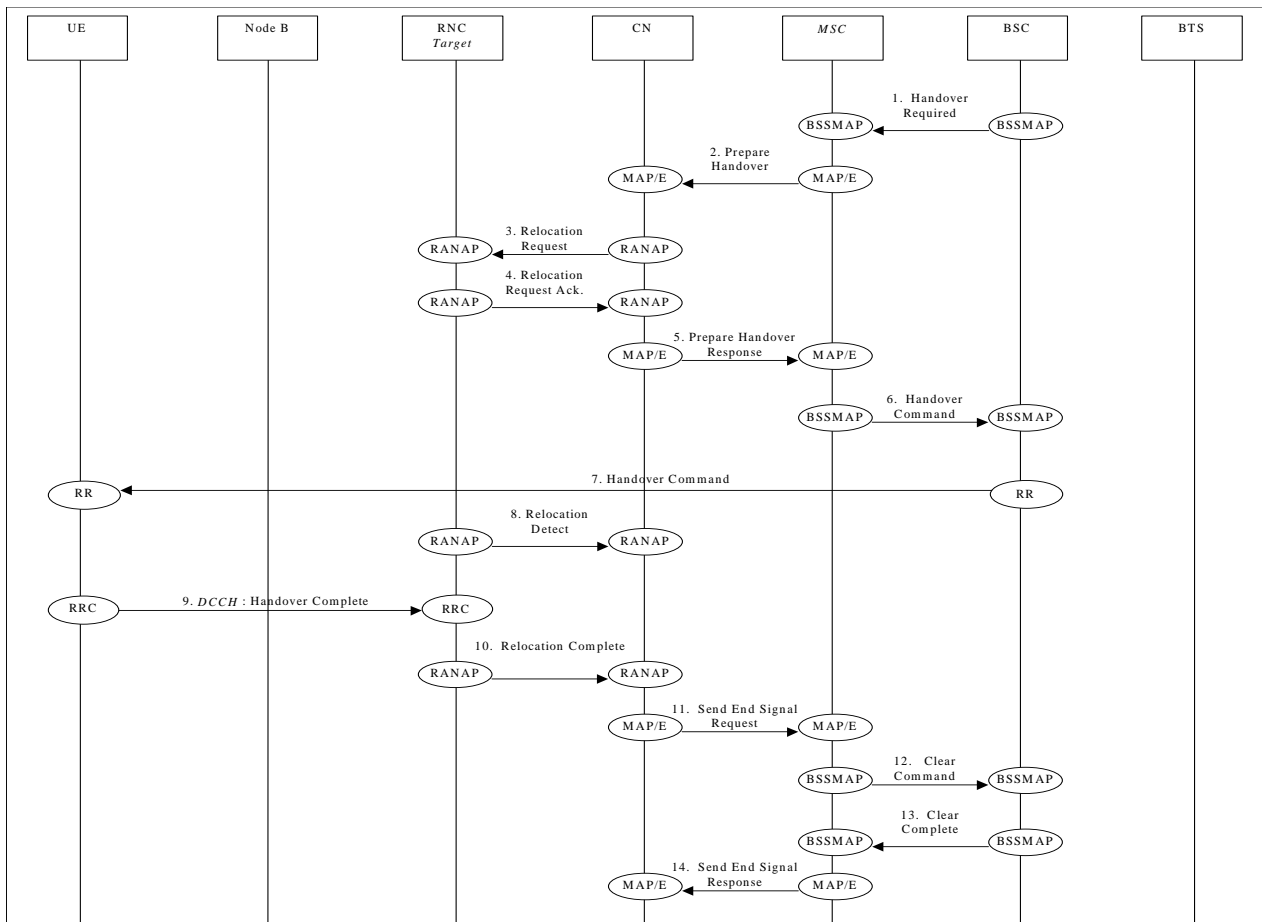 UE
Node B
RNC
Target
CN
MSC
BSC
BTS
1. Handover
Required
BSSMAP
BSSMAP
2. Prepare
Handover
MAP/E
MAP/E
3. Relocation
Request
RANAP
RANAP
4. Relocation
Request Ack.
RANAP
RANAP
5. Prepare Handover
Response
MAP/E
MAP/E
6. Handover
Command
BSSMAP
BSSMAP
7. Handover Command
RR
RR
8. Relocation
Detect
RANAP
RANAP
9. DCCH : Handover Complete
RRC
RRC
10. Relocation Complete
RANAP
RANAP
11. Send End Signal
Request
MAP/E
MAP/E
12. Clear
Command
BSSMAP
BSSMAP
13. Clear
Complete
BSSMAP
BSSMAP
14. Send End Signal
Response
MAP/E
MAP/E